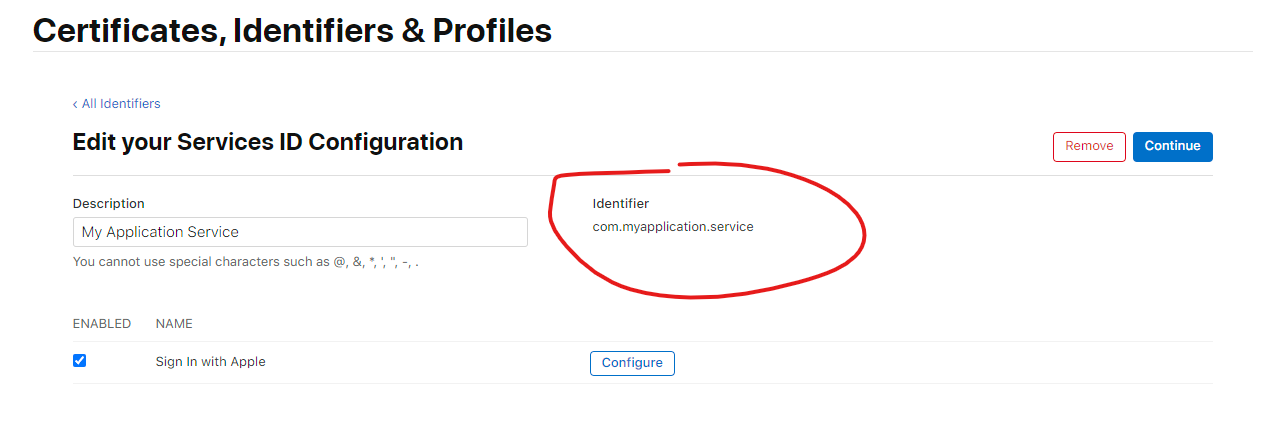 Certificates, Identifiers & Profiles
‹ All Identifiers
Edit your Services ID Configuration
Remove
Continue
Description
Identifier
My Application Service
com.myapplication.service
You cannot use special characters such as @, &, *, ', ", -, .
ENABLED
NAME
Sign In with Apple
Configure